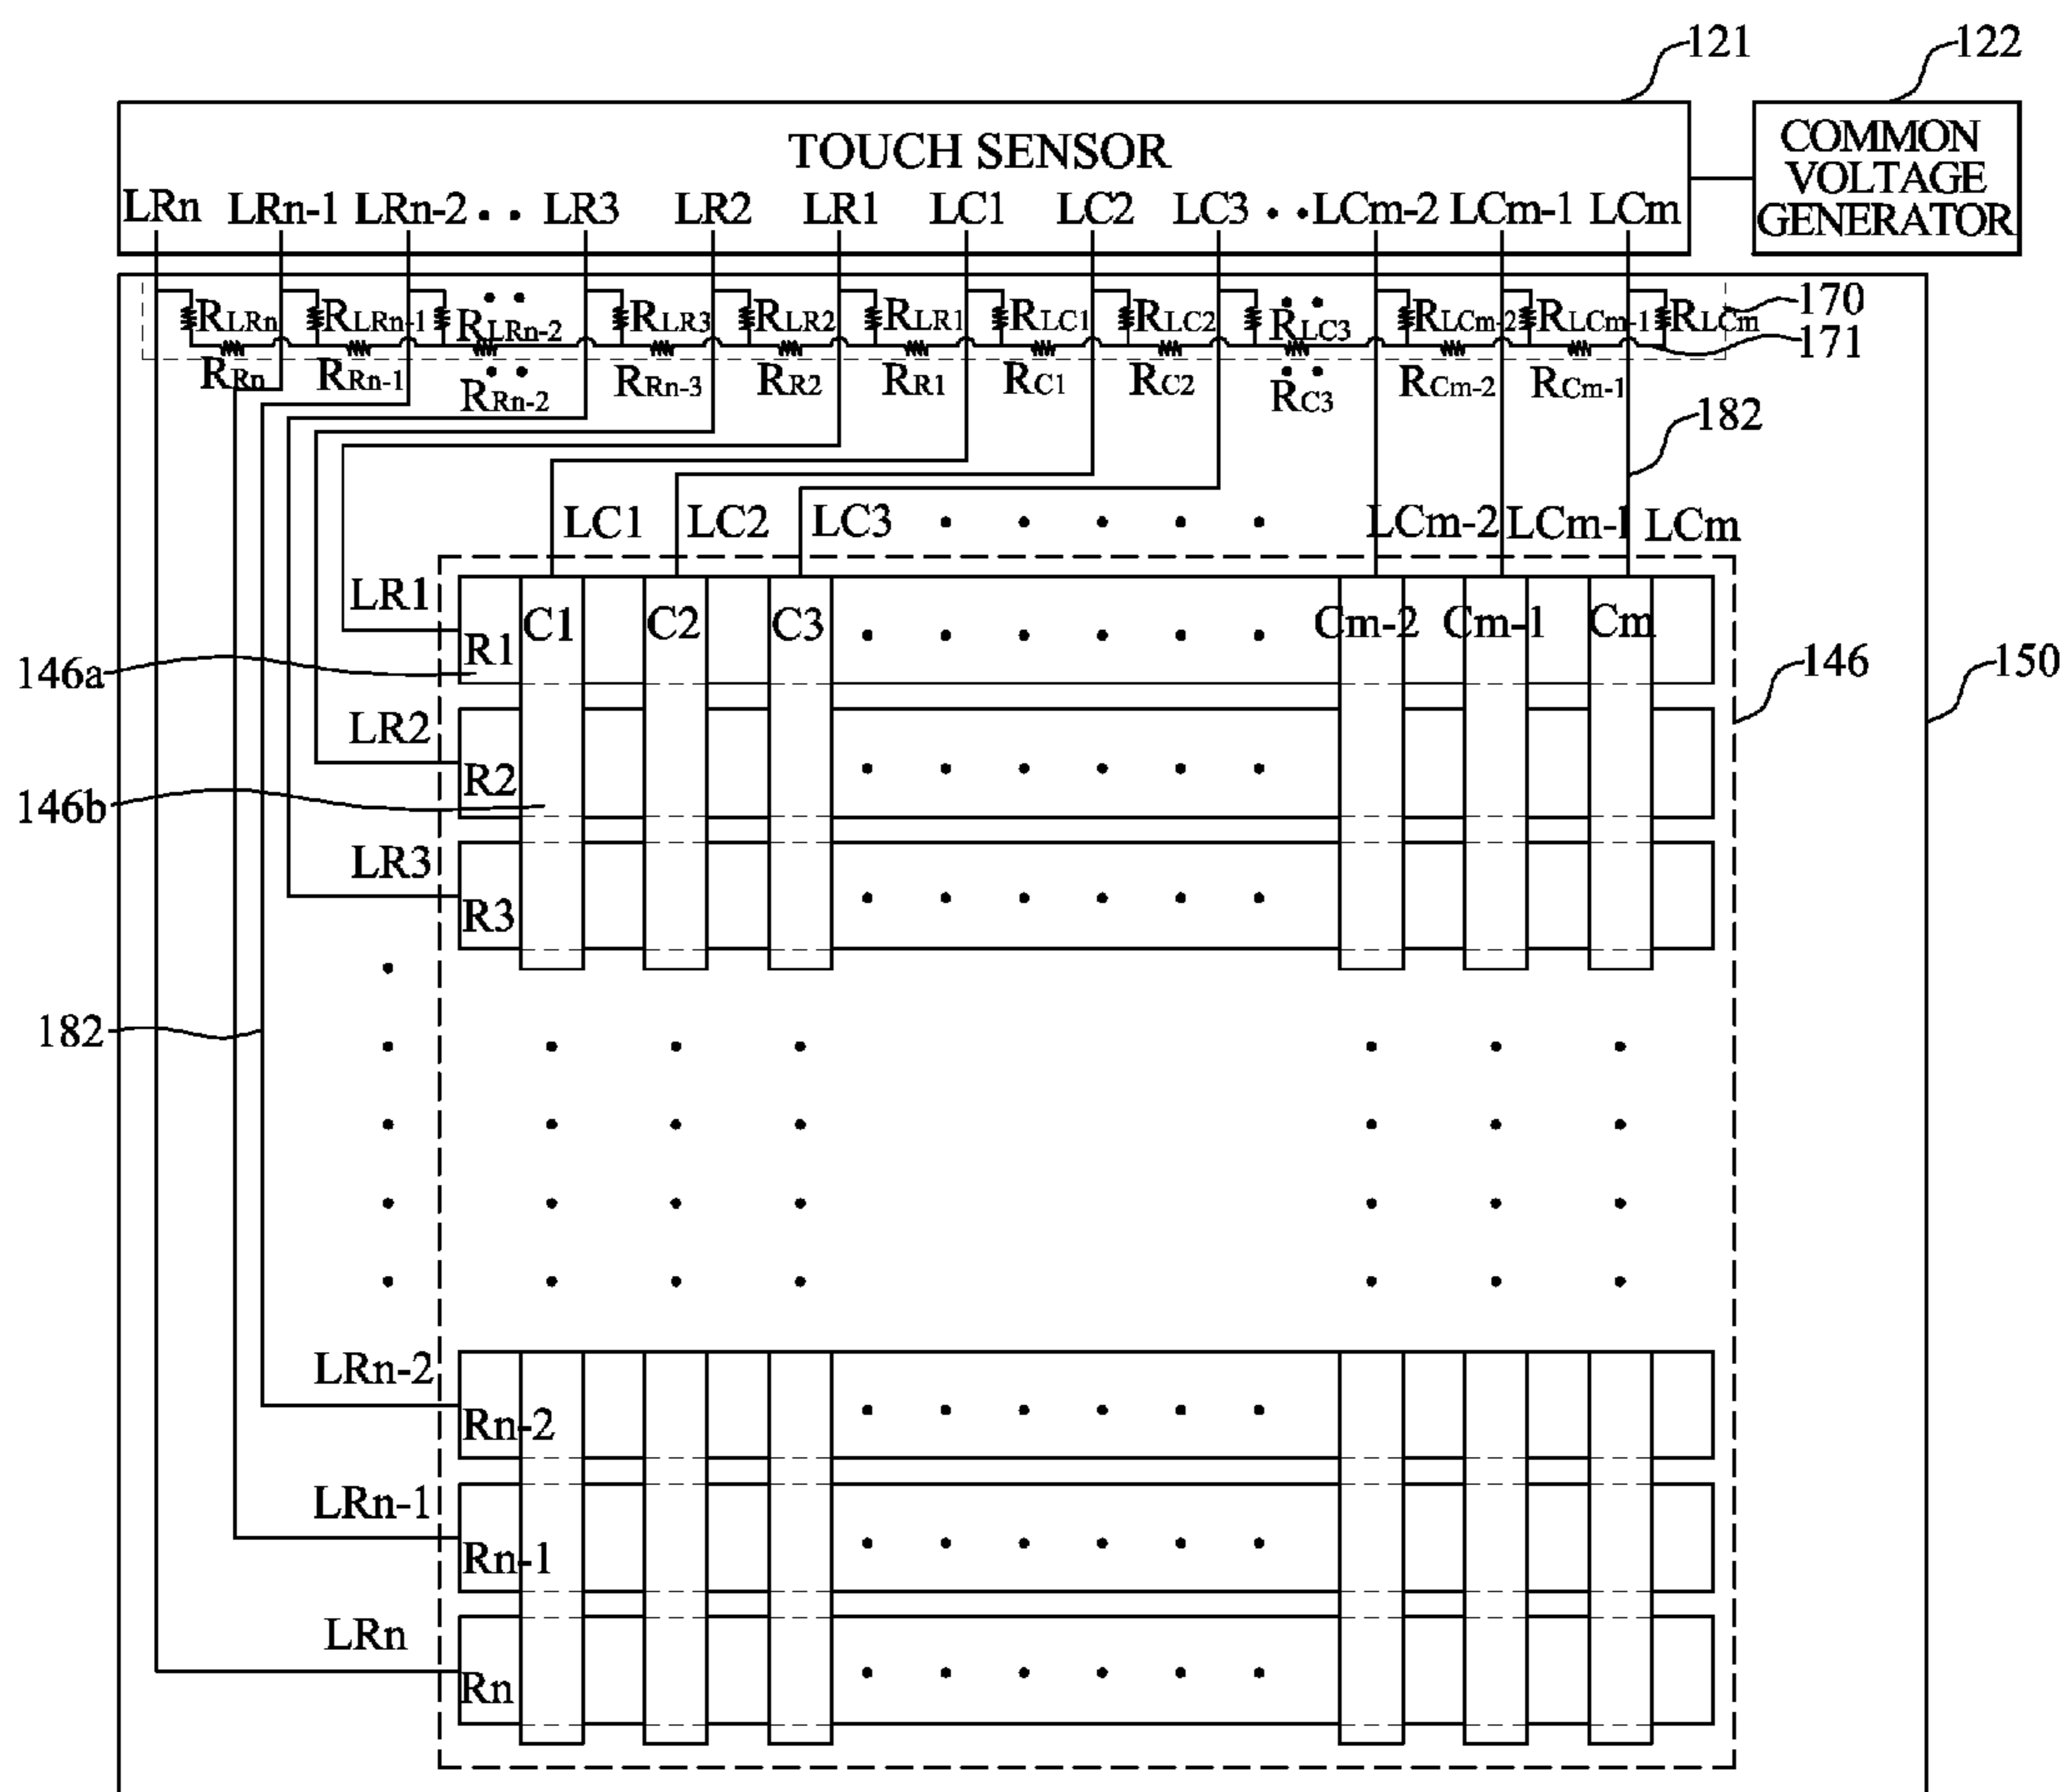 121
122
TOUCH SENSOR
COMMON
VOLTAGE
GENERATOR
LRn LRn-1 LRn-2 LR3 LR2 LR1 LC1 LC2 LC3 LCm-2 LCm-1 LCm
RLRn RLRn-1 RLRn-2 RLR3 RLR2 RLR1 RLC1 RLC2 RLC3 RLCm-2 RLCm-1 RLCm
170
171
RRn RRn-1 RRn-2 RRn-3 RR2 RR1 RC1 RC2 RC3 RCm-2 RCm-1
182
LC1 LC2 LC3 LCm-2 LCm-1 LCm
LR1
R1 C1 C2 C3 Cm-2 Cm-1 Cm
146a
146
150
LR2
R2
146b
LR3
R3
182
LRn-2
Rn-2
LRn-1
Rn-1
LRn
Rn